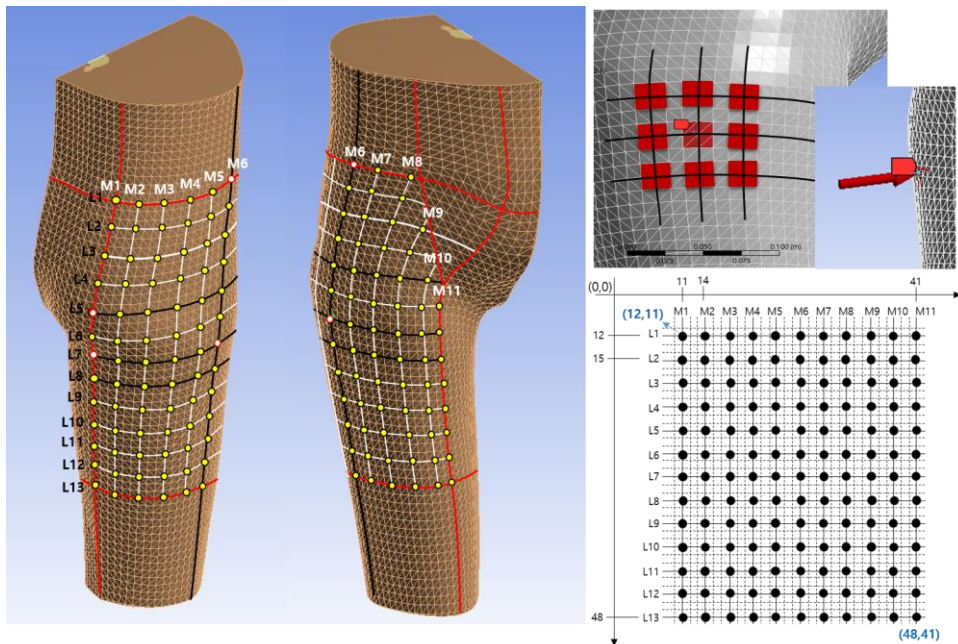 M1 M2 M3 M4 M5 M6
L1
L2
L3
L4
L5
L6
L7
L8
L9
L10
L11
L12
L13
M6 M7 M8
M9
M10
M11
0.050 0.100 (m)
0.025 0.075
(0,0) 11 14 41
(12,11) M1 M2 M3 M4 M5 M6 M7 M8 M9 M10 M11
12 L1
15 L2
L3
L4
L5
L6
L7
L8
L9
L10
L11
L12
48 L13
(48,41)